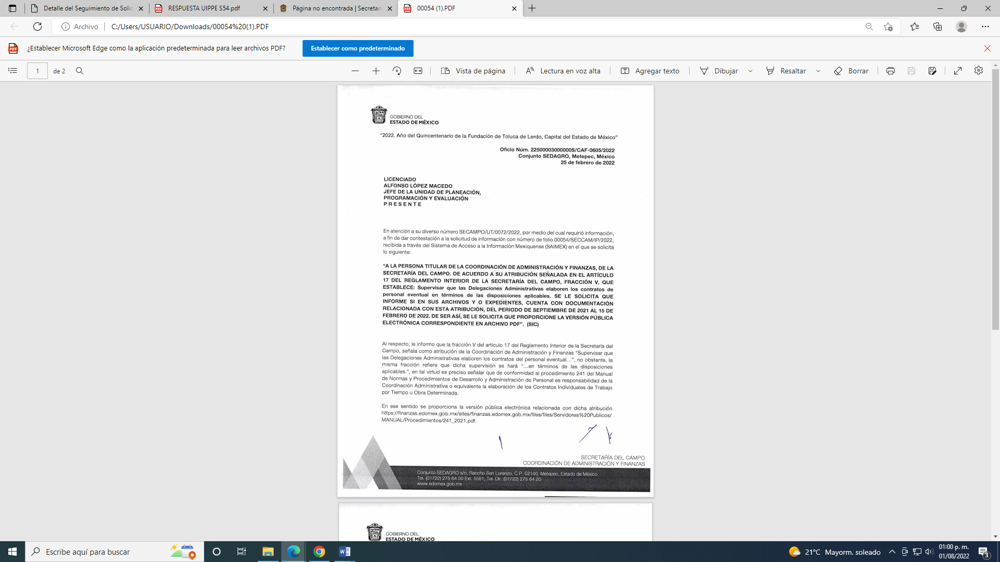 Detalle del Seguimiento de Solic
RESPUESTA UIPPE S54.pdf
Página no encontrada | Secretarí
00054 (1).PDF
Archivo
C:/Users/USUARIO/Downloads/00054%20(1).PDF
¿Establecer Microsoft Edge como la aplicación predeterminada para leer archivos PDF?
Establecer como predeterminado
1 de 2
Vista de página
Lectura en voz alta
Agregar texto
Dibujar
Resaltar
Borrar
GOBIERNO DEL
ESTADO DE MÉXICO
"2022. Año del Quincentenario de la Fundación de Toluca de Lerdo, Capital del Estado de México"
Oficio Núm. 22500003000000S/CAF-0605/2022
Conjunto SEDAGRO, Metepec, México
25 de febrero de 2022
LICENCIADO
ALFONSO LÓPEZ MACEDO
JEFE DE LA UNIDAD DE PLANEACIÓN,
PROGRAMACIÓN Y EVALUACIÓN
P R E S E N T E
En atención a su diverso número SECAMPO/UT/0072/2022, por medio del cual requirió información,
a fin de dar contestación a la solicitud de información con número de folio 00054/SECCAM/IP/2022,
recibida a través del Sistema de Acceso a la Información Mexiquense (SAIMEX) en el que se solicita
lo siguiente:
"A LA PERSONA TITULAR DE LA COORDINACIÓN DE ADMINISTRACIÓN Y FINANZAS, DE LA
SECRETARÍA DEL CAMPO. DE ACUERDO A SU ATRIBUCIÓN SEÑALADA EN EL ARTÍCULO
17 DEL REGLAMENTO INTERIOR DE LA SECRETARÍA DEL CAMPO, FRACCIÓN V, QUE
ESTABLECE: Supervisar que las Delegaciones Administrativas elaboren los contratos de
personal eventual en términos de las disposiciones aplicables. SE LE SOLICITA QUE
INFORME SI EN SUS ARCHIVOS Y O EXPEDIENTES, CUENTA CON DOCUMENTACIÓN
RELACIONADA CON ESTA ATRIBUCIÓN, DEL PERIODO DE SEPTIEMBRE DE 2021 AL 15 DE
FEBRERO DE 2022. DE SER ASÍ, SE LE SOLICITA QUE PROPORCIONE LA VERSIÓN PÚBLICA
ELECTRÓNICA CORRESPONDIENTE EN ARCHIVO PDF". (SIC)
Al respecto, le informo que la fracción V del artículo 17 del Reglamento Interior de la Secretaría del
Campo, señala como atribución de la Coordinación de Administración y Finanzas "Supervisar que
las Delegaciones Administrativas elaboren los contratos del personal eventual…", no obstante, la
misma fracción refiere que dicha supervisión se hará "…en términos de las disposiciones
aplicables.", en tal virtud es preciso señalar que de conformidad al procedimiento 241 del Manual
de Normas y Procedimientos de Desarrollo y Administración de Personal es responsabilidad de la
Coordinación Administrativa o equivalente la elaboración de los Contratos Individuales de Trabajo
por Tiempo u Obra Determinada.
En ese sentido se proporciona la versión pública electrónica relacionada con dicha atribución
https://finanzas.edomex.gob.mx/sites/finanzas.edomex.gob.mx/files/files/Servidores%20Publicos/
MANUAL/Procedimientos/241_2021.pdf.
SECRETARÍA DEL CAMPO
COORDINACIÓN DE ADMINISTRACIÓN Y FINANZAS
Conjunto SEDAGRO s/n, Rancho San Lorenzo, C.P. 52140, Metepec, Estado de México
Tel. (01722) 275 64 00 Ext. 5581, Tel. Dir. (01722) 275 64 20
www.edomex.gob.mx
GOBIERNO DEL
ESTADO DE MÉXICO
Escribe aquí para buscar
21°C Mayorm. soleado
01:00 p. m.
01/08/2022
3